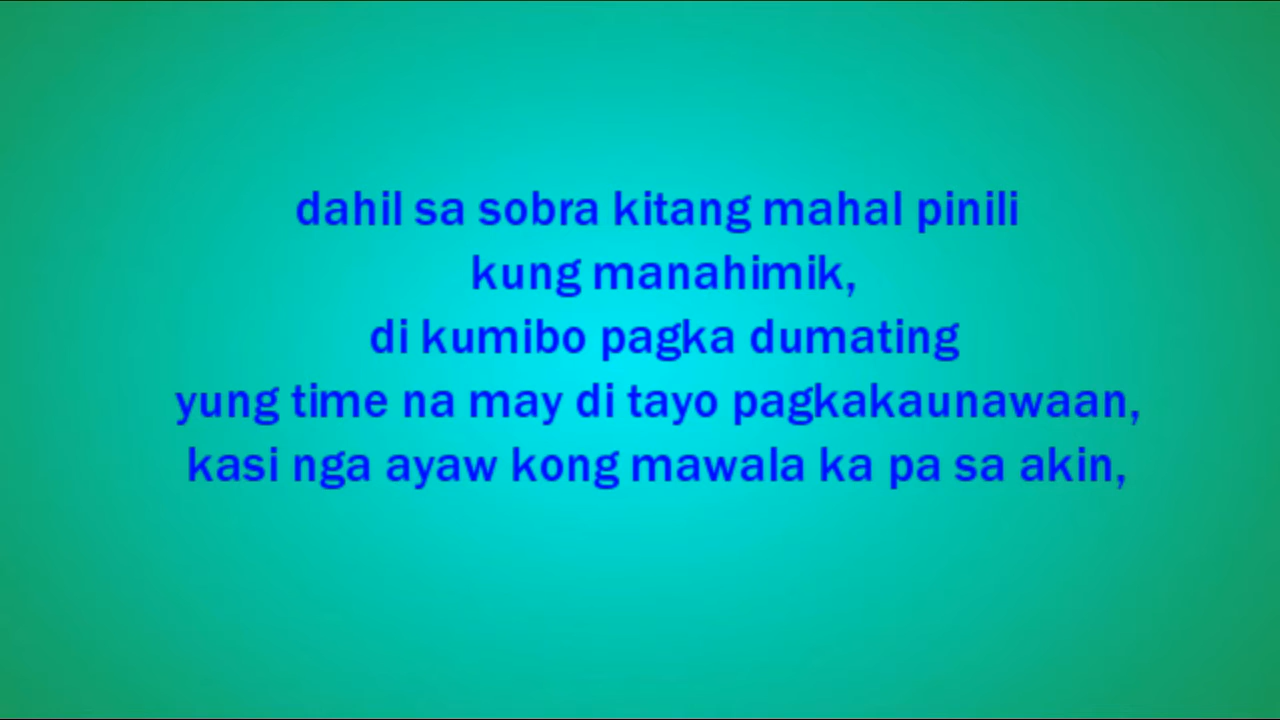 dahil sa sobra kitang mahal pinili
kung manahimik,
di kumibo pagka dumating
yung time na may di tayo pagkakaunawaan,
kasi nga ayaw kong mawala ka pa sa akin,